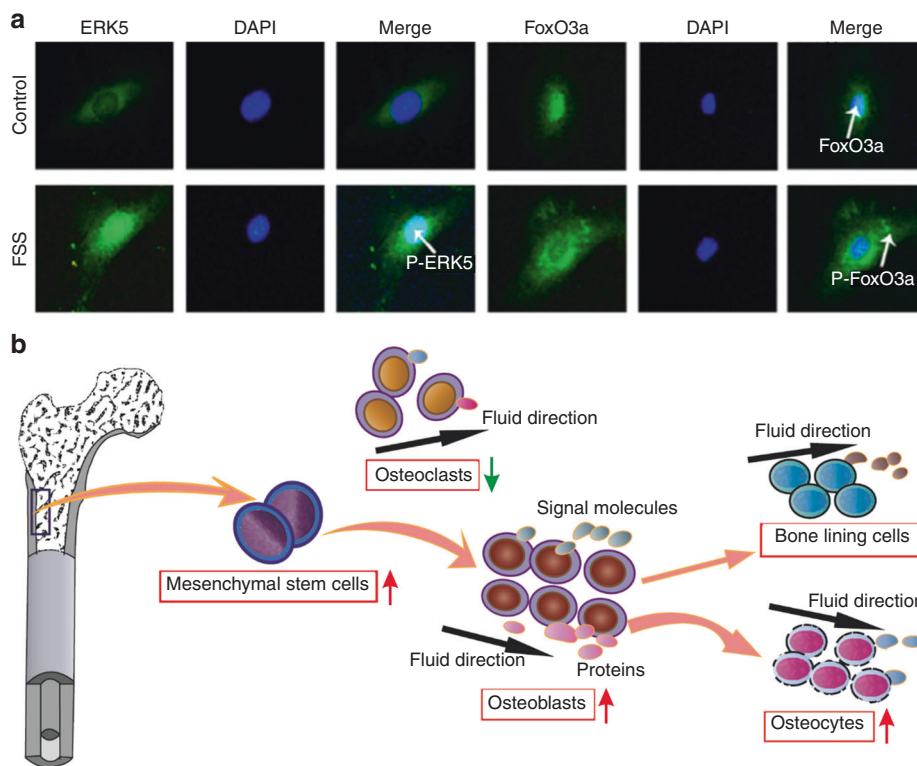 a
ERK5 DAPI Merge FoxO3a DAPI Merge
Control
FoxO3a
FSS
P-ERK5
P-FoxO3a
b
Fluid direction
Osteoclasts
Fluid direction
Signal molecules
Bone lining cells
Mesenchymal stem cells
Fluid direction
Fluid direction
Proteins
Osteoblasts
Osteocytes